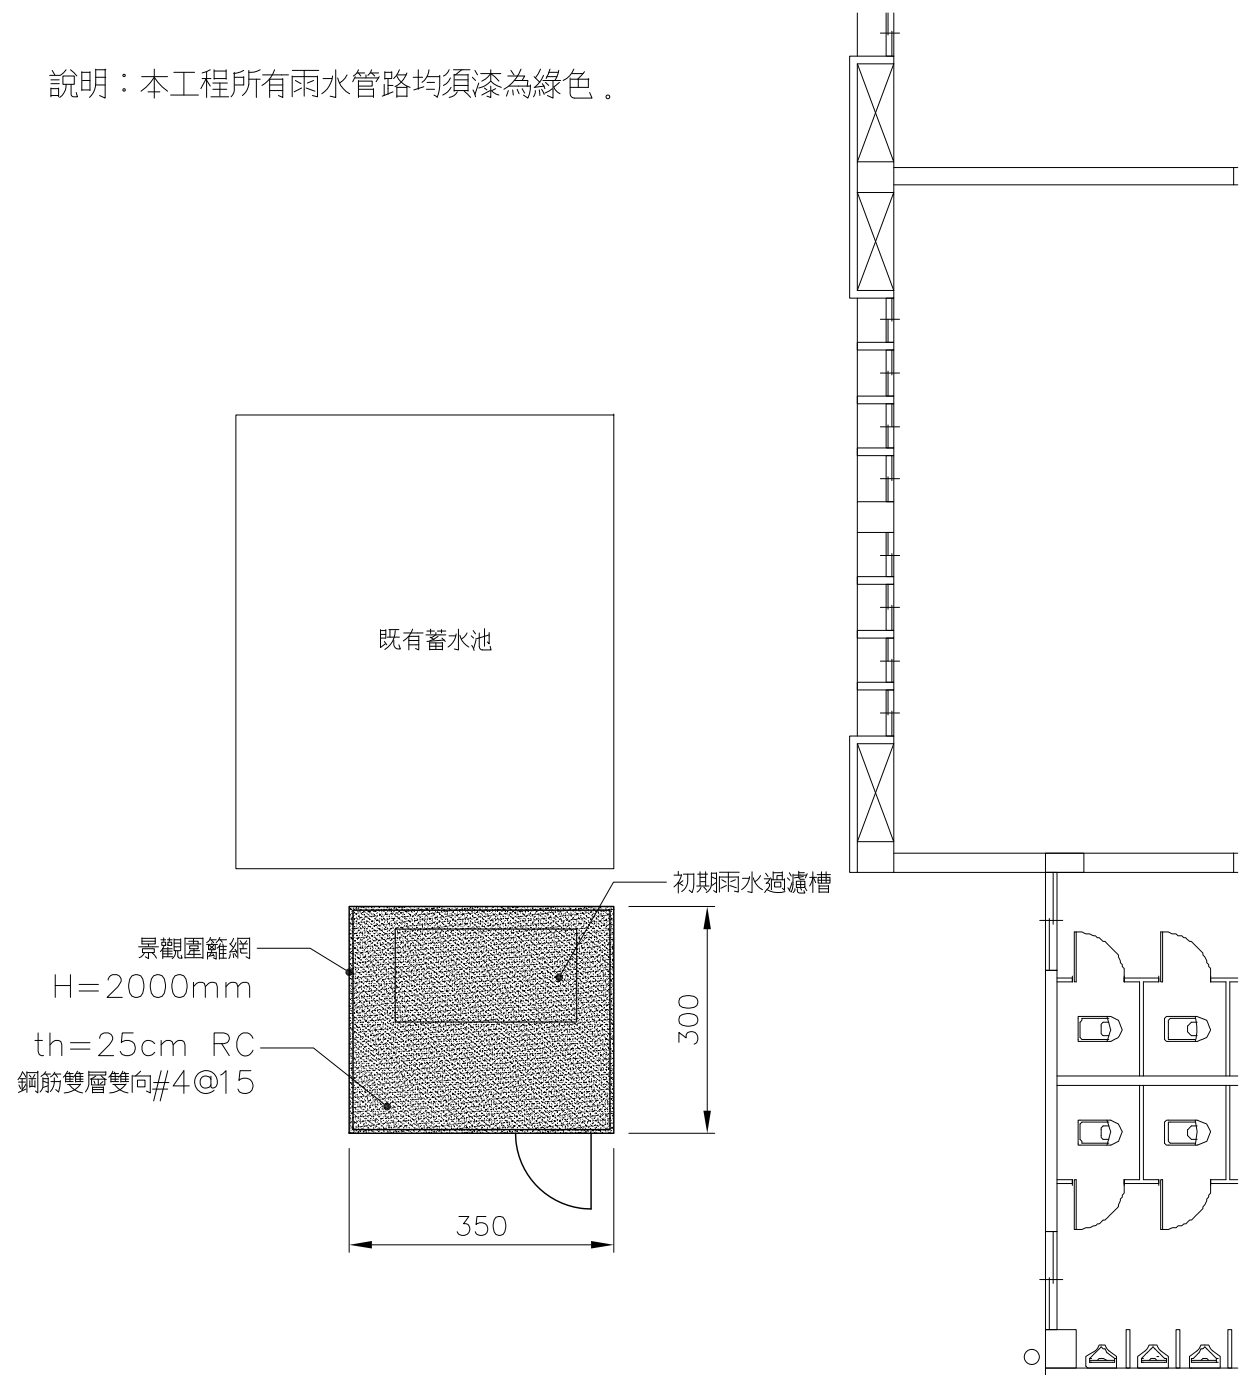 說明：本工程所有雨水管路均須漆為綠色。
既有蓄水池
初期雨水過濾槽
景觀圍籬網
H=2000mm
th=25cm RC
鋼筋雙層雙向#4@15
300
350